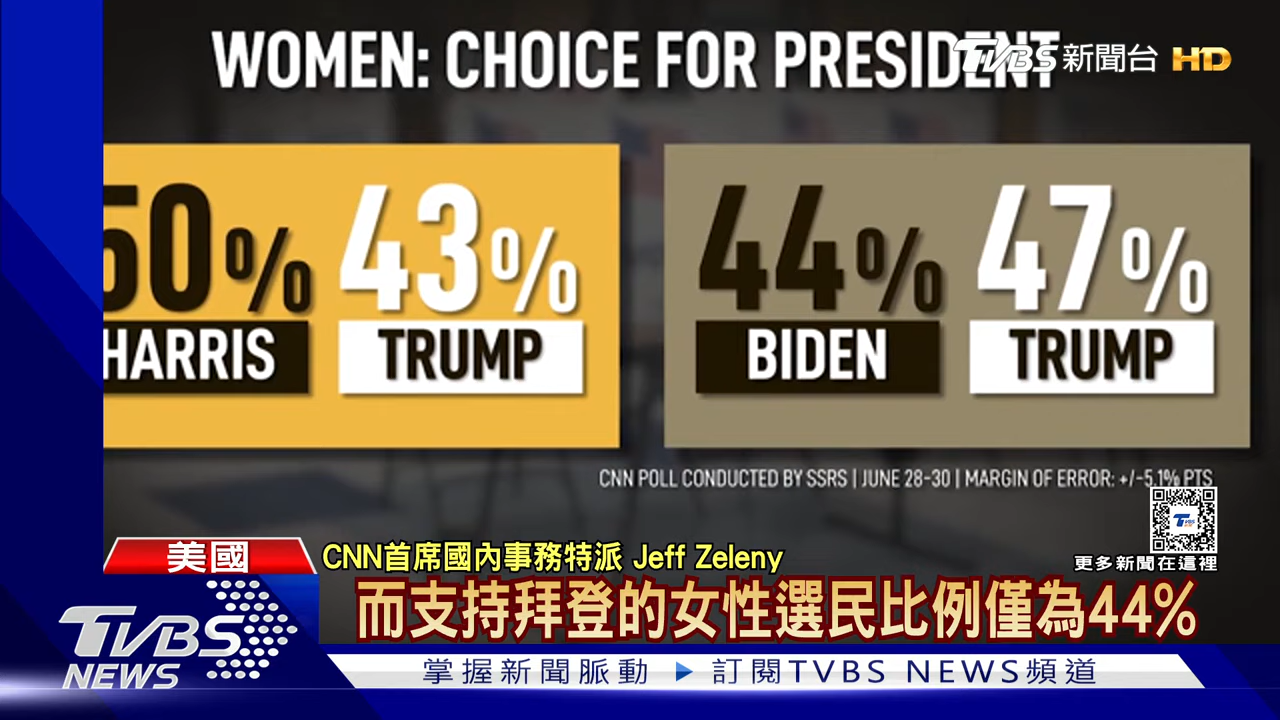 WOMEN: CHOICE FOR PRESIDENT
TVBS新聞台 HD
50% 43%
HARRIS TRUMP
44% 47%
BIDEN TRUMP
CNN POLL CONDUCTED BY SSRS | JUNE 28-30 | MARGIN OF ERROR: +/-5.1% PTS
更多新聞在這裡
美國
CNN首席國內事務特派 Jeff Zeleny
而支持拜登的女性選民比例僅為44%
TVBS
NEWS
掌握新聞脈動 ▶ 訂閱TVBS NEWS頻道